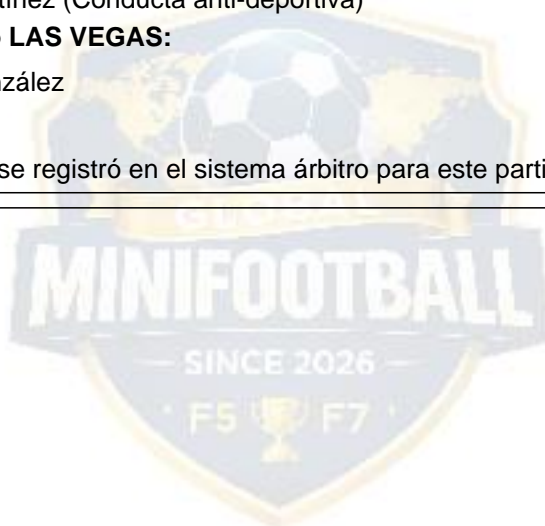 tínez (Conducta anti-deportiva)
LAS VEGAS:
nzález
se registró en el sistema árbitro para este parti
GLOBAL
MINIFOOTBALL
SINCE 2026
F5 F7